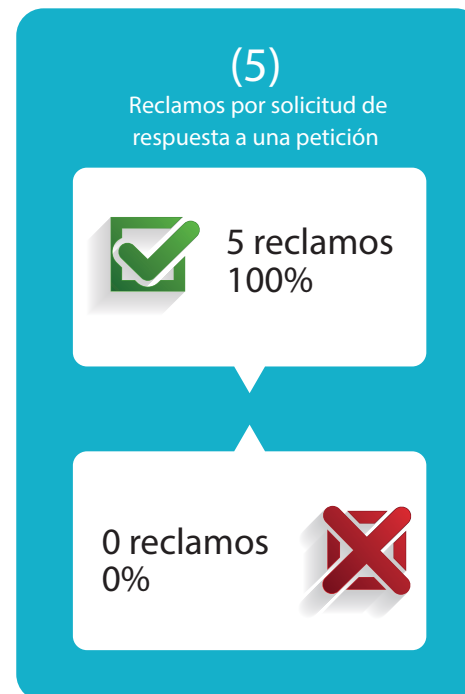 (5)
Reclamos por solicitud de
respuesta a una petición
5 reclamos
100%
0 reclamos
0%